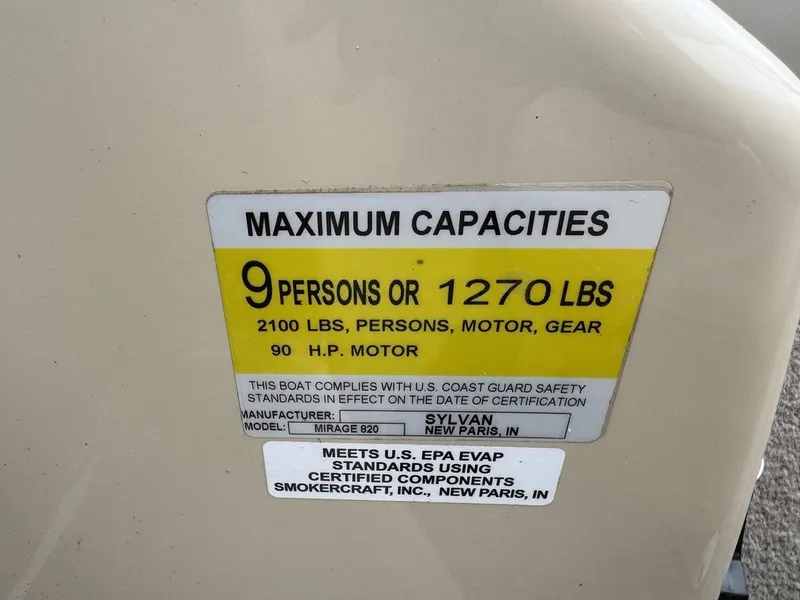 MAXIMUM CAPACITIES
9 PERSONS OR 1270 LBS
2100 LBS, PERSONS, MOTOR, GEAR
90 H.P. MOTOR
THIS BOAT COMPLIES WITH U.S. COAST GUARD SAFETY
STANDARDS IN EFFECT ON THE DATE OF CERTIFICATION
MANUFACTURER: SYLVAN
MODEL: MIRAGE 820 NEW PARIS, IN
MEETS U.S. EPA EVAP
STANDARDS USING
CERTIFIED COMPONENTS
SMOKERCRAFT, INC., NEW PARIS, IN